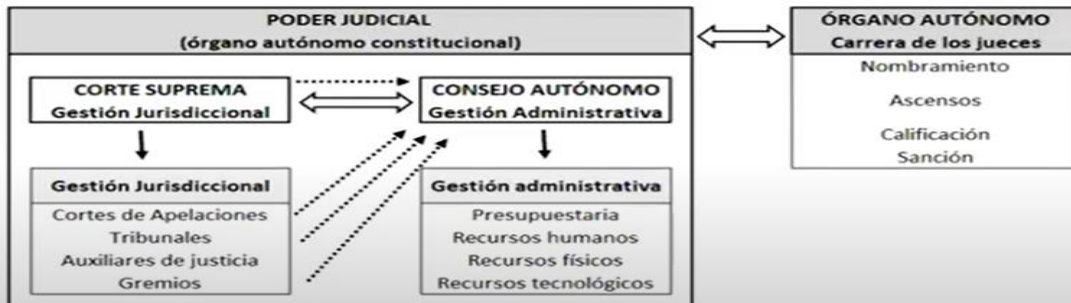 PODER JUDICIAL
(órgano autónomo constitucional)
CORTE SUPREMA
Gestión Jurisdiccional
CONSEJO AUTÓNOMO
Gestión Administrativa
Gestión Jurisdiccional
Cortes de Apelaciones
Tribunales
Auxiliares de justicia
Gremios
Gestión administrativa
Presupuestaria
Recursos humanos
Recursos físicos
Recursos tecnológicos
ÓRGANO AUTÓNOMO
Carrera de los jueces
Nombramiento
Ascensos
Calificación
Sanción